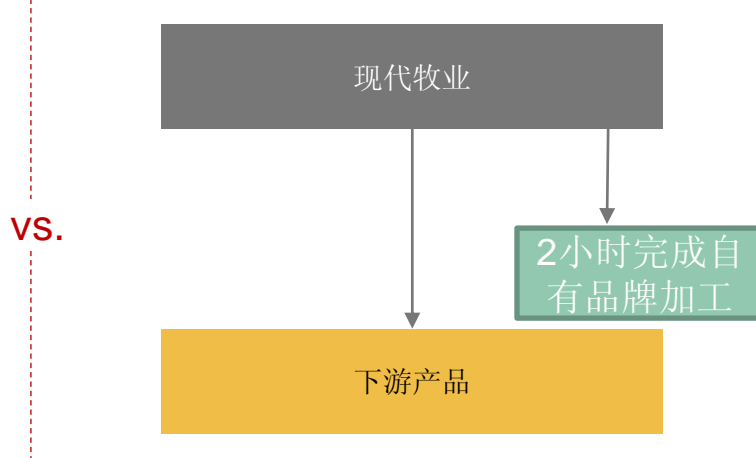 现代牧业
vs.
2小时完成自
有品牌加工
下游产品